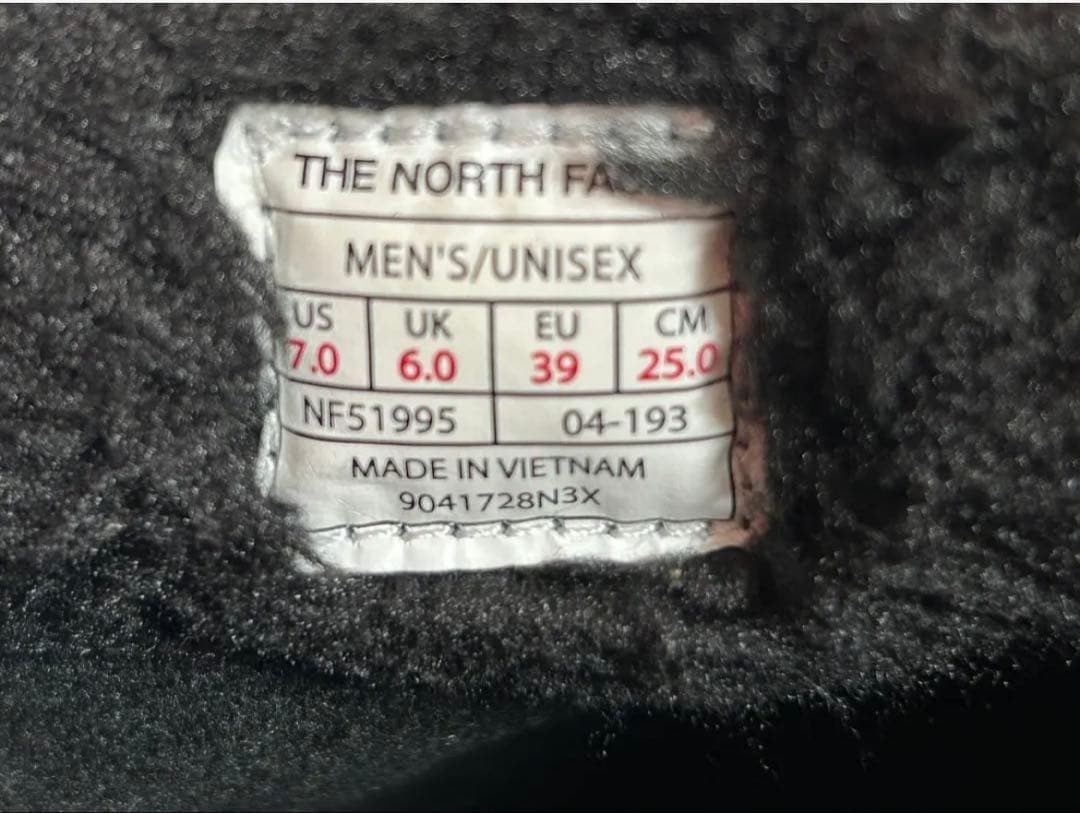 THE NORTH FA
MEN'S/UNISEX
US UK EU CM
7.0 6.0 39 25.0
NF51995 04-193
MADE IN VIETNAM
9041728N3X